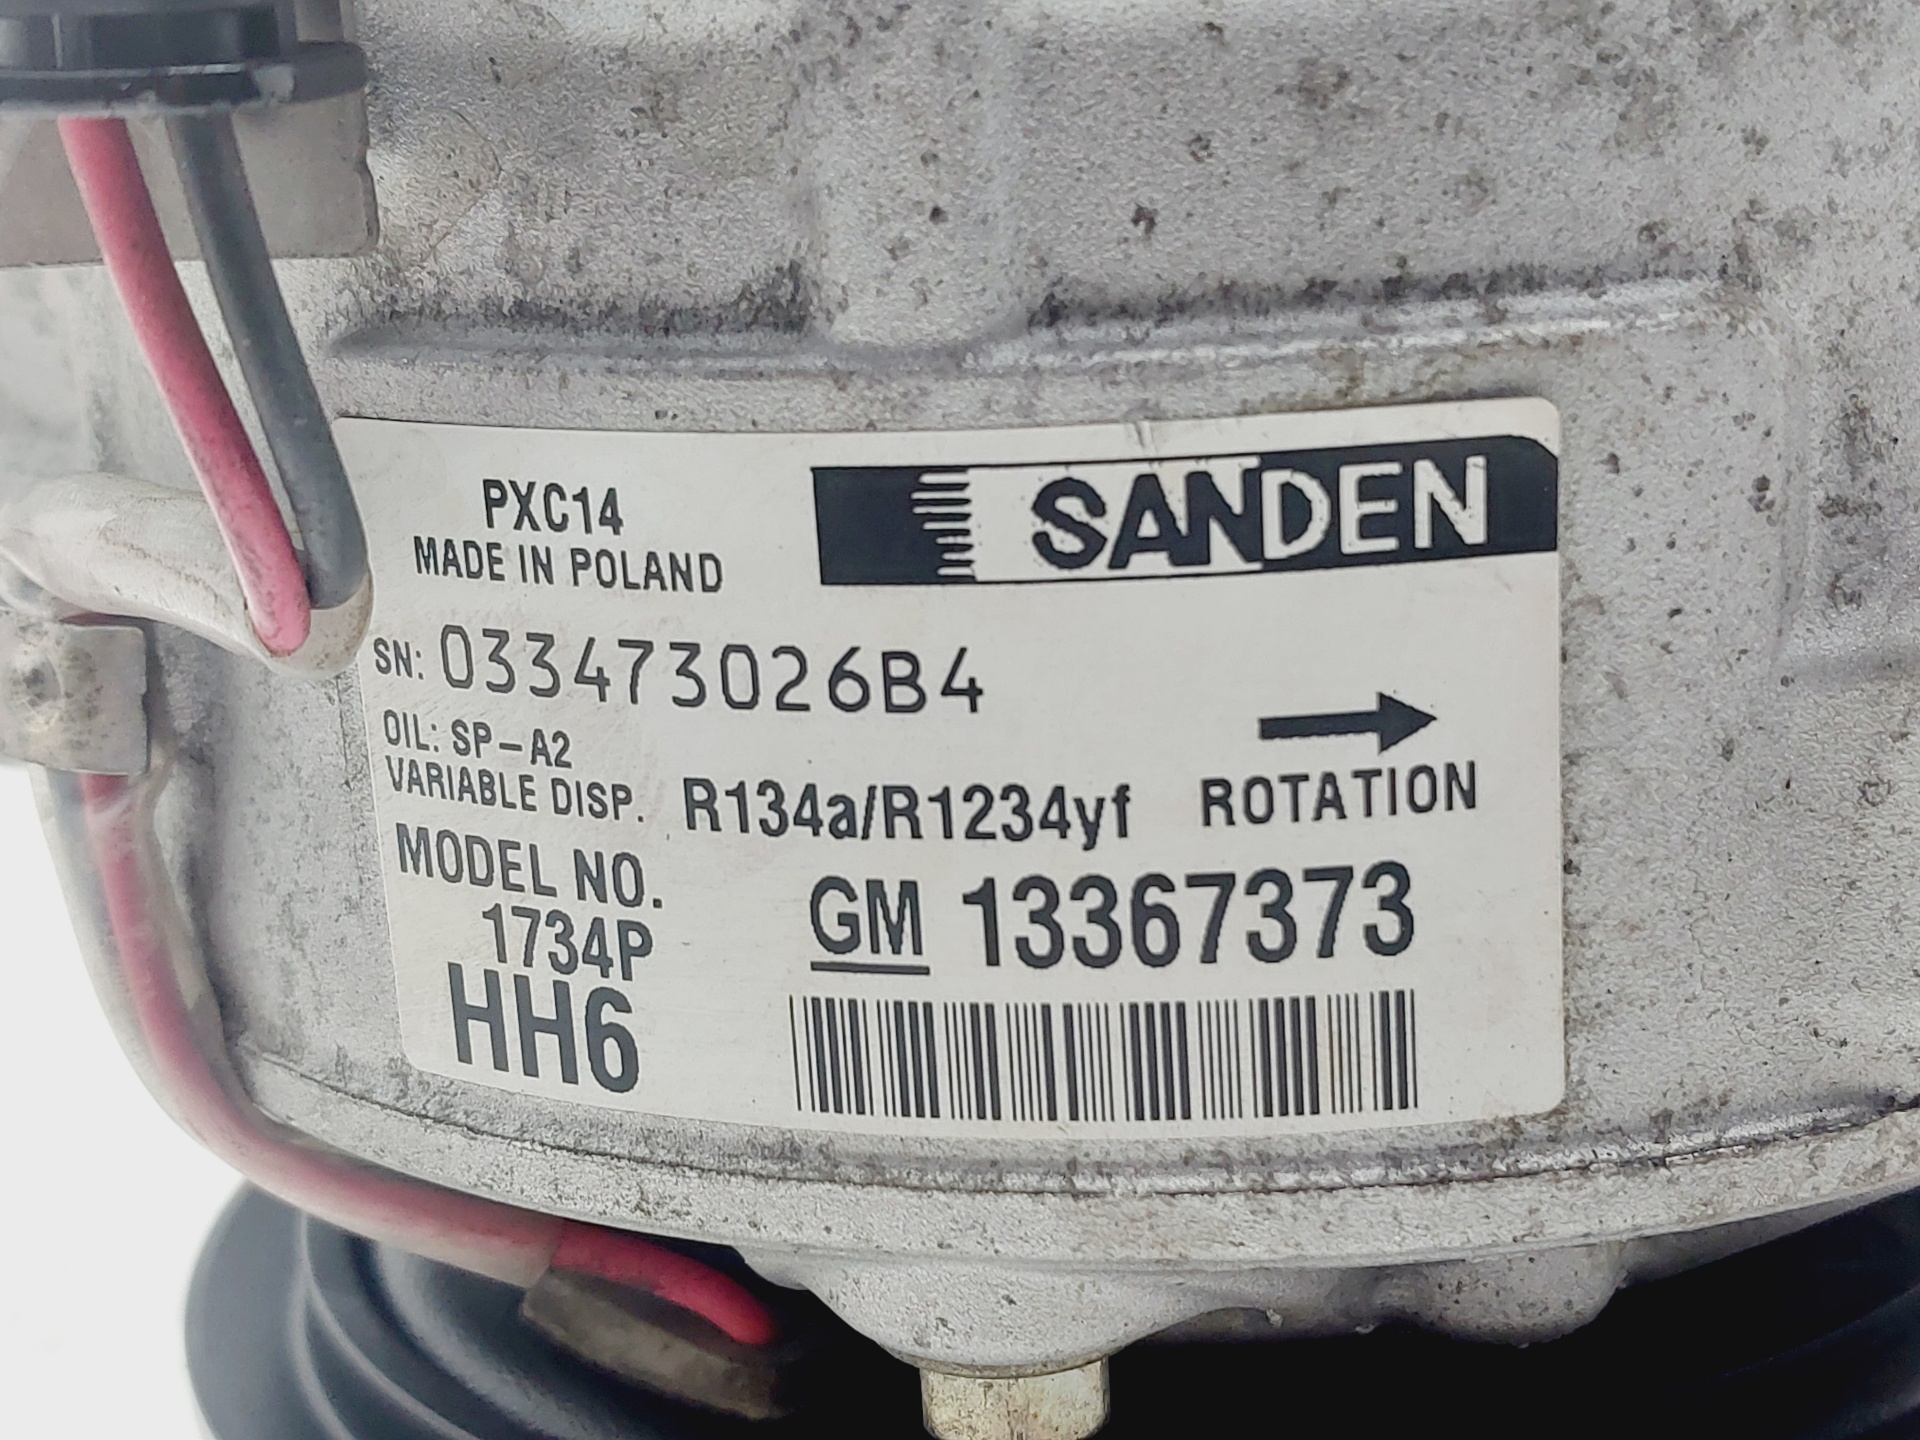 PXC14
SANDEN
MADE IN POLAND
SN: 033473026B4
OIL: SP-A2
VARIABLE DISP. R134a/R1234yf
ROTATION
MODEL NO.
1734P
GM 13367373
HH6